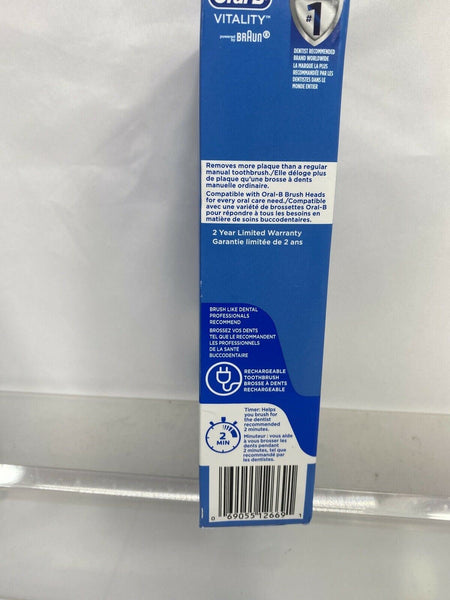 Oral-B
VITALITY™
powered by BRAUN
#1
DENTIST RECOMMENDED
BRAND WORLDWIDE
LA MARQUE LA PLUS
RECOMMANDÉE PAR LES
DENTISTES DANS LE
MONDE ENTIER
Removes more plaque than a regular
manual toothbrush./Elle déloge plus
de plaque qu'une brosse à dents
manuelle ordinaire.
Compatible with Oral-B Brush Heads
for every oral care need./Compatible
avec une variété de brossettes Oral-B
pour répondre à tous les besoins en
matière de soins buccodentaires.
2 Year Limited Warranty
Garantie limitée de 2 ans
BRUSH LIKE DENTAL
PROFESSIONALS
RECOMMEND
BROSSEZ VOS DENTS
TEL QUE LE RECOMMANDENT
LES PROFESSIONNELS
DE LA SANTÉ
BUCCODENTAIRE
RECHARGEABLE
TOOTHBRUSH
BROSSE À DENTS
RECHARGEABLE
2
MIN
Timer: Helps
you brush for
the dentist
recommended
2 minutes.
Minuteur : vous aide
à vous brosser les
dents pendant
2 minutes, tel que
recommandé par
les dentistes.
0 69055 12669 1